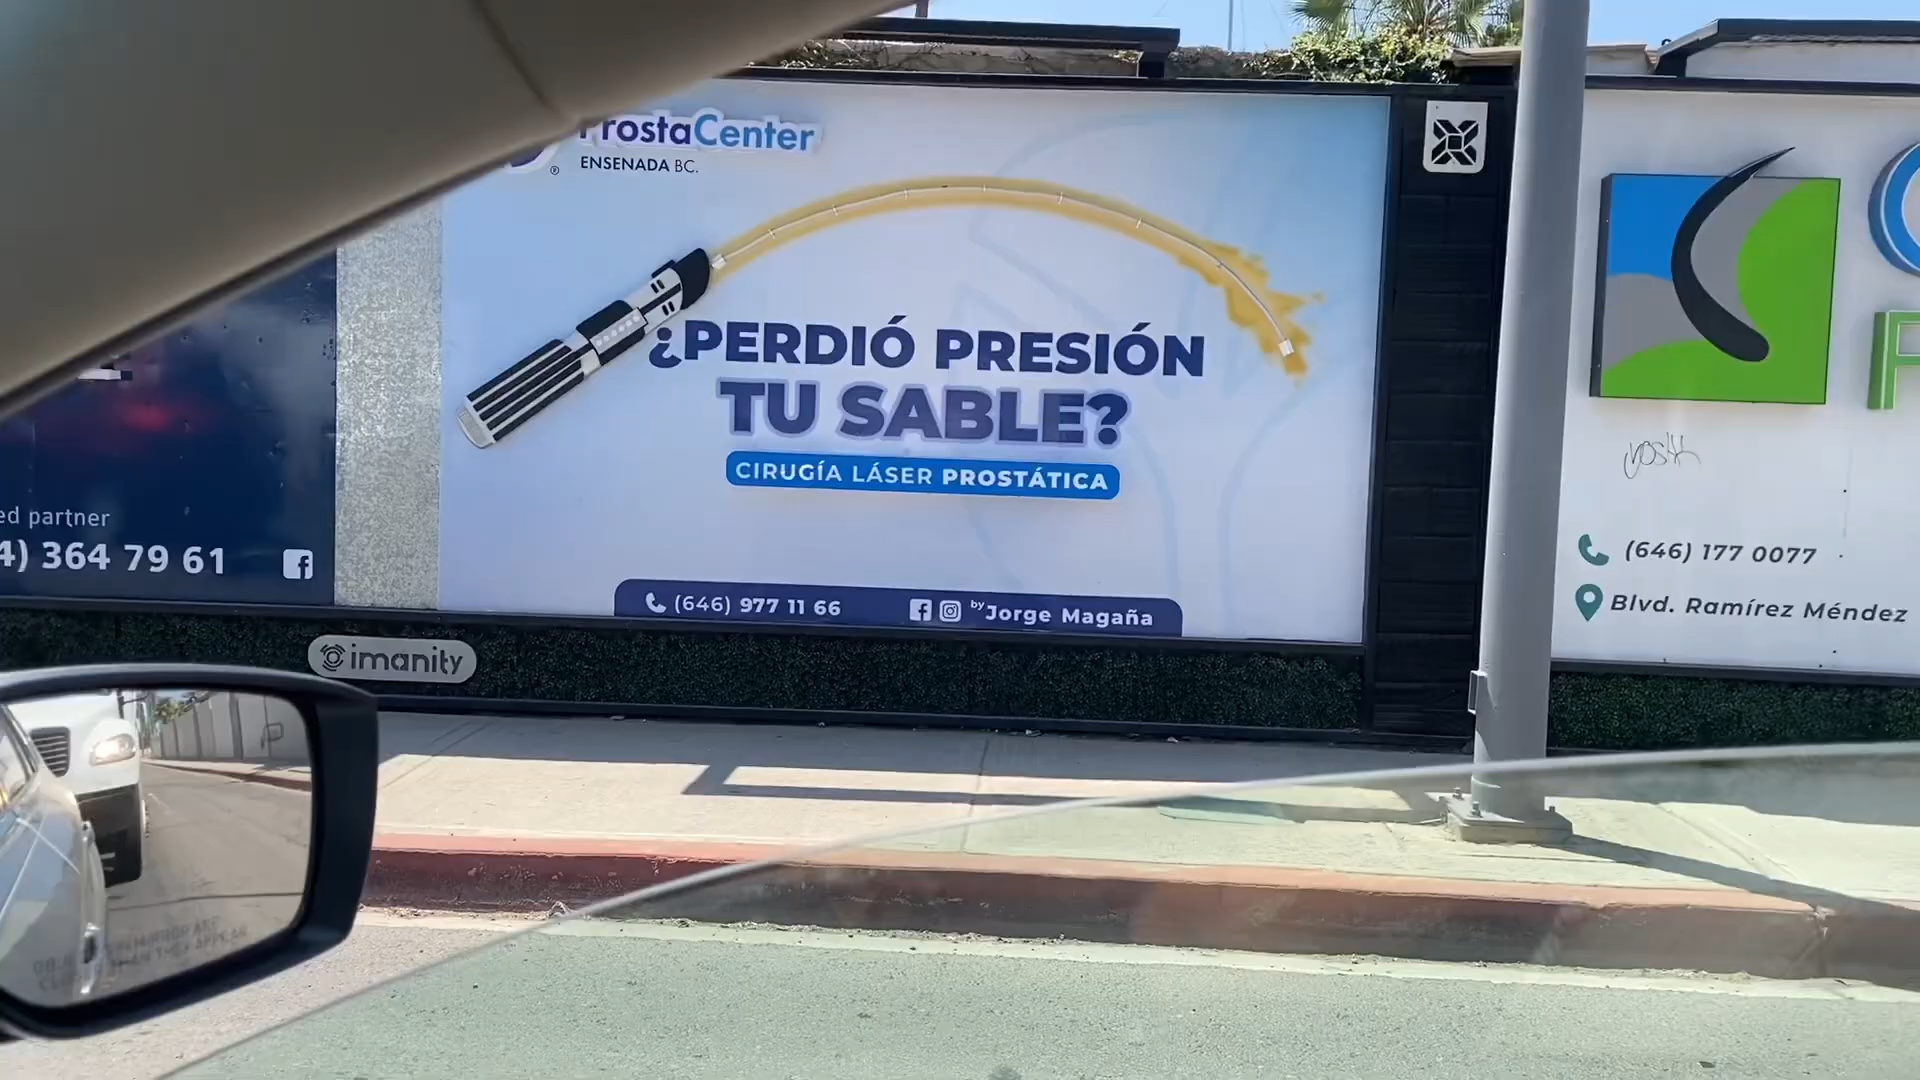 ed partner
4) 364 79 61
ProstaCenter
®
ENSENADA BC.
¿PERDIÓ PRESIÓN
TU SABLE?
CIRUGÍA LÁSER PROSTÁTICA
(646) 977 11 66
by Jorge Magaña
imanity
(646) 177 0077
Blvd. Ramírez Méndez